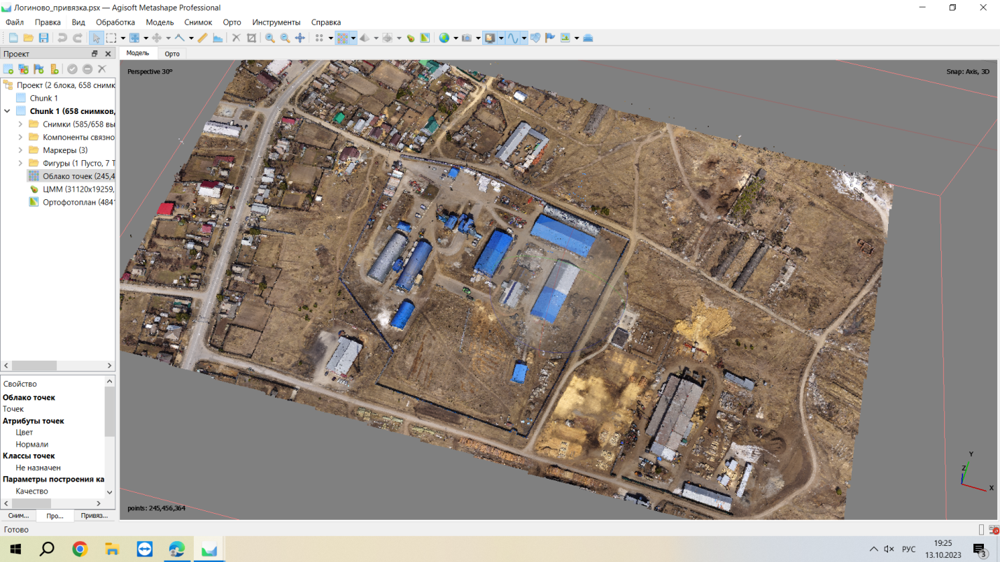 Логиново_привязка.psx — Agisoft Metashape Professional
Файл Правка Вид Обработка Модель Снимок Орто Инструменты Справка
Проект
Модель Орто
Perspective 30°
Snap: Axis, 3D
Проект (2 блока, 658 снимк
Chunk 1
Chunk 1 (658 снимков,
Снимки (585/658 вы
Компоненты связно
Маркеры (3)
Фигуры (1 Пусто, 7 Т
Облако точек (245,4
ЦММ (31120x19259,
Ортофотоплан (4841
Свойство
Облако точек
Точек
Атрибуты точек
Цвет
Нормали
Классы точек
Не назначен
Параметры построения ка
Качество
Y
Z
X
points: 245,456,364
Сним... Про... Привяз...
Готово
РУС
19:25
13.10.2023
3